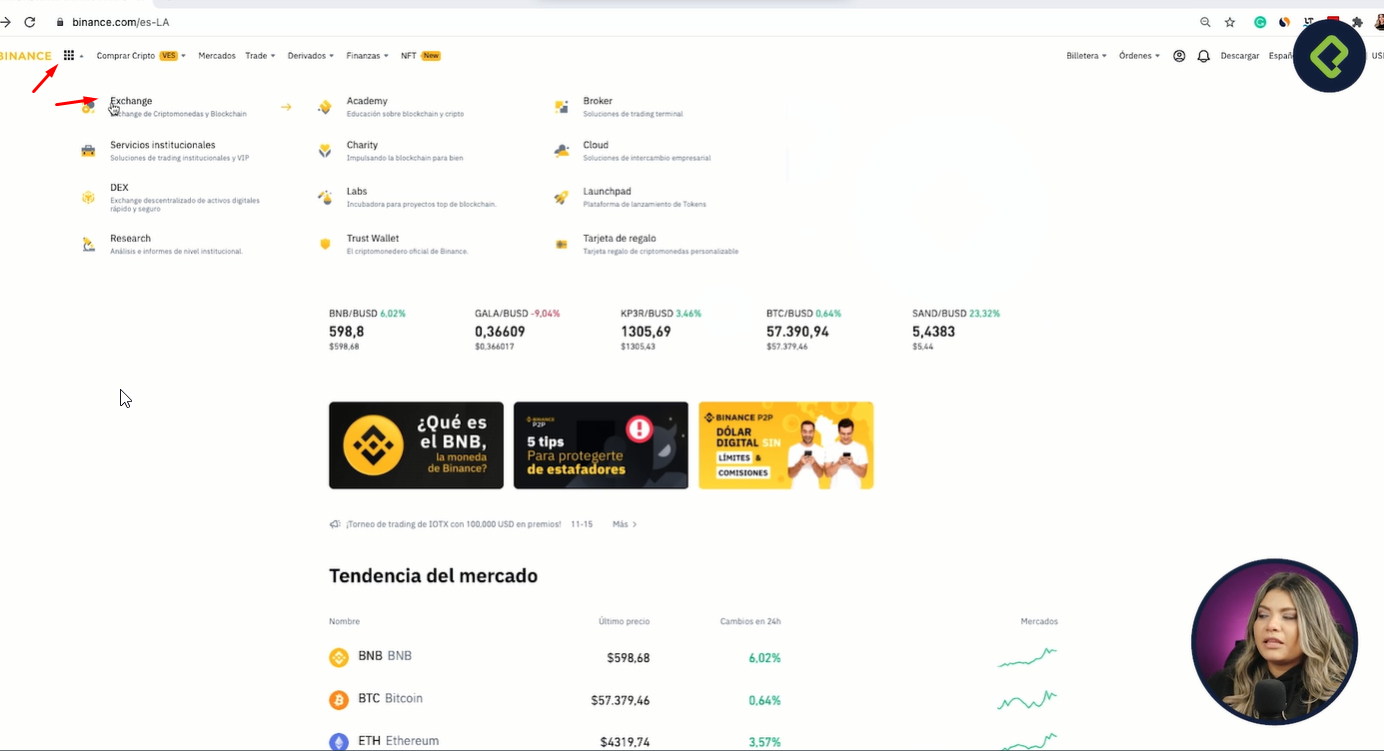 binance.com/es-LA
BINANCE Comprar Cripto VES Mercados Trade Derivados Finanzas NFT New Billetera Órdenes Descargar
Exchange
Exchange de Criptomonedas y Blockchain
Academy
Educación sobre blockchain y cripto
Broker
Soluciones de trading terminal
Servicios institucionales
Soluciones de trading institucionales y VIP
Charity
Impulsando la blockchain para bien
Cloud
Soluciones de intercambio empresarial
DEX
Exchange descentralizado de activos digitales
rápido y seguro
Labs
Incubadora para proyectos top de blockchain.
Launchpad
Plataforma de lanzamiento de Tokens
Research
Análisis e informes de nivel institucional.
Trust Wallet
El criptomonedero oficial de Binance.
Tarjeta de regalo
Tarjeta regalo de criptomonedas personalizable
BNB/BUSD 6,02%
598,8
$598,68
GALA/BUSD -9,04%
0,36609
$0,366017
KP3R/BUSD 3,46%
1305,69
$1305,43
BTC/BUSD 0,64%
57.390,94
$57.379,46
SAND/BUSD 23,32%
5,4383
$5,44
¿Qué es
el BNB,
la moneda
de Binance?
BINANCE
P2P
5 tips
Para protegerte
de estafadores
BINANCE P2P
DÓLAR
DIGITAL SIN
LÍMITES &
COMISIONES
¡Torneo de trading de IOTX con 100,000 USD en premios! 11-15 Más
Tendencia del mercado
Nombre Último precio Cambios en 24h Mercados
BNB BNB $598,68 6,02%
BTC Bitcoin $57.379,46 0,64%
ETH Ethereum $4319,74 3,57%